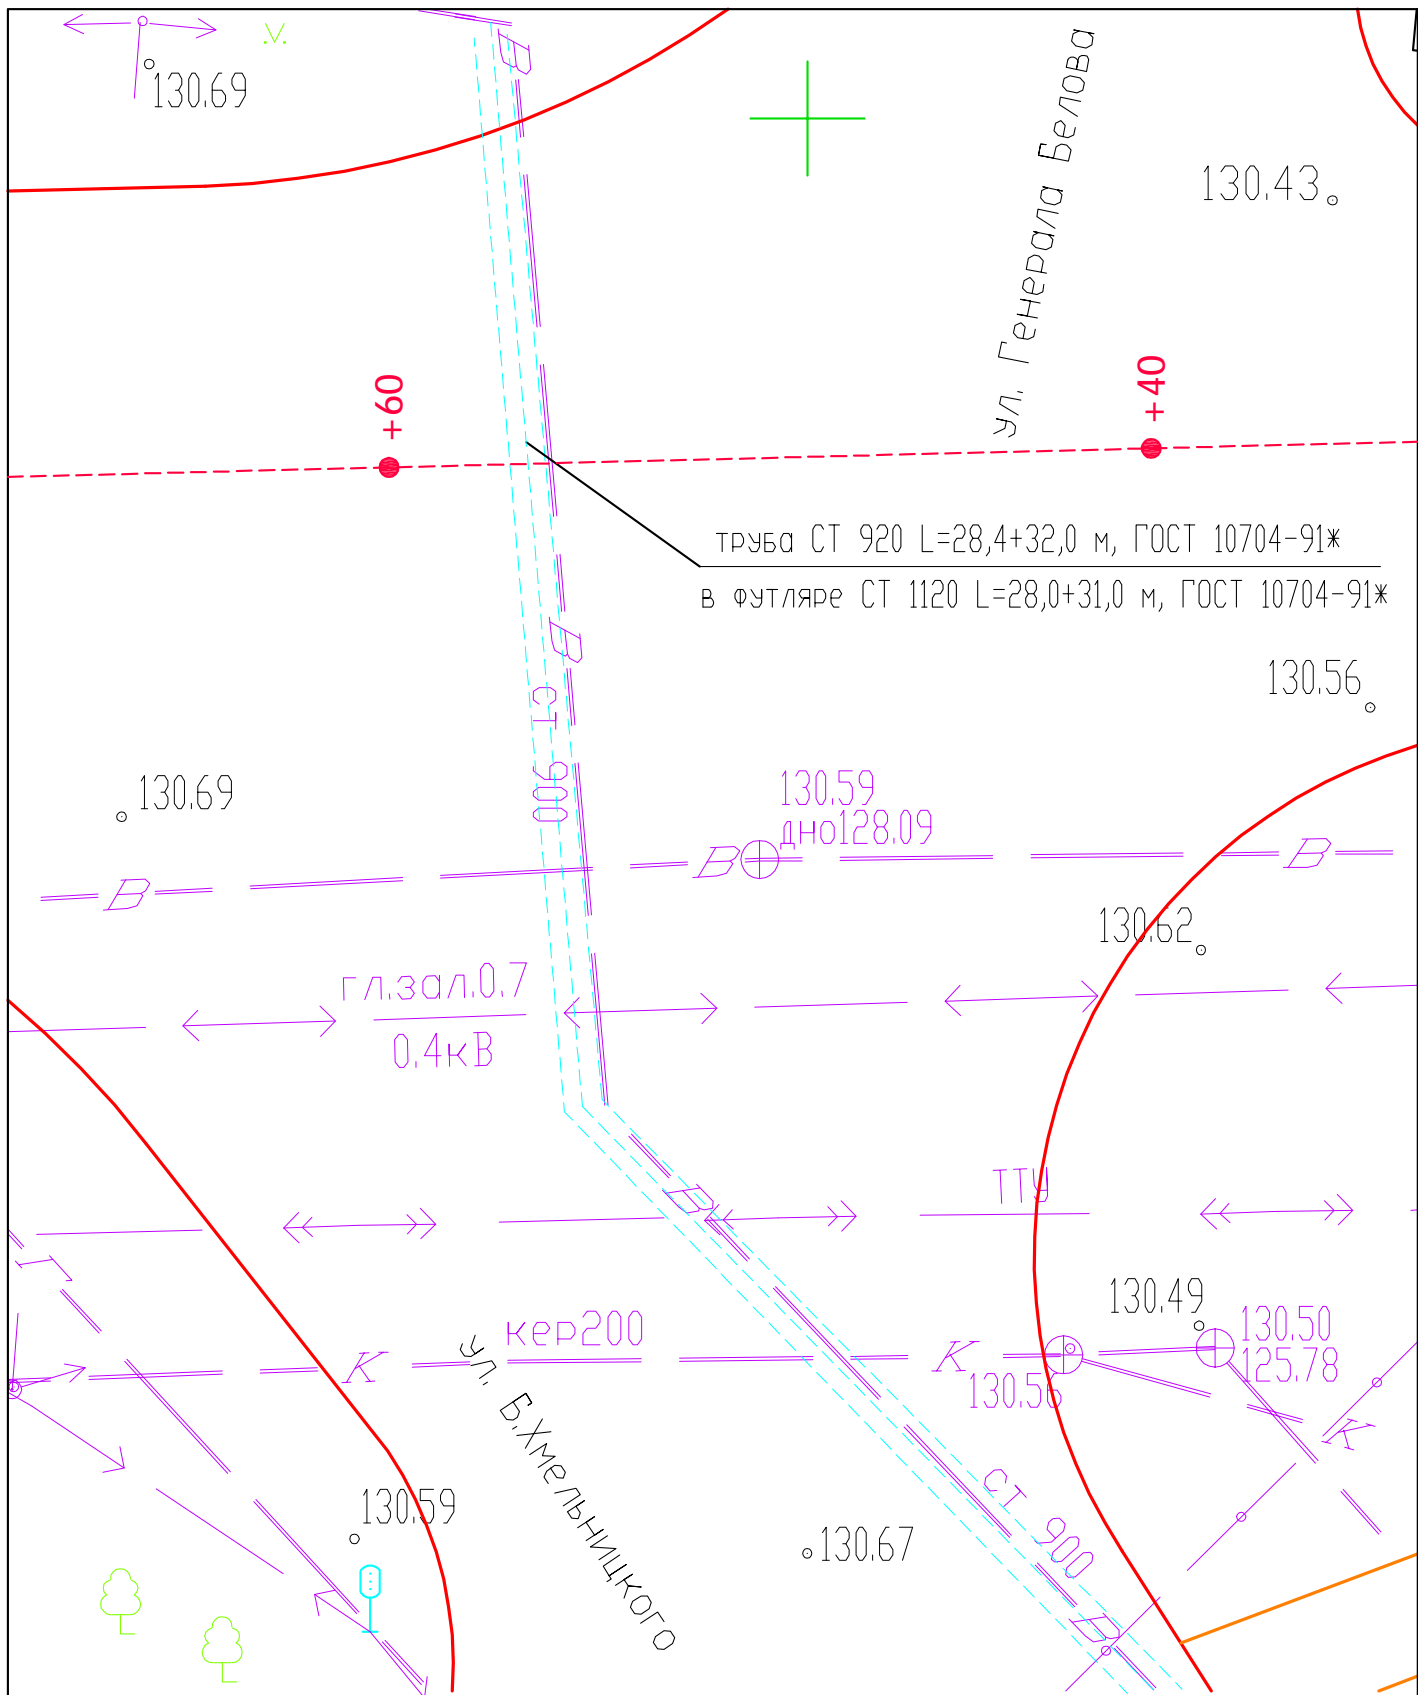 В
130.69
ул. Генерала Белова
130.43
+60
+40
труба СТ 920 L=28,4+32,0 м, ГОСТ 10704-91*
в футляре СТ 1120 L=28,0+31,0 м, ГОСТ 10704-91*
В
130.56
СТ 900
130.69
130.59
дно128.09
В
В
В
130.62
гл.зал.0.7
0.4кВ
ТТУ
В
Г
130.49
130.50
125.78
кер200
К
К
130.56
К
ул. Б.Хмельницкого
СТ 900
130.59
130.67
В